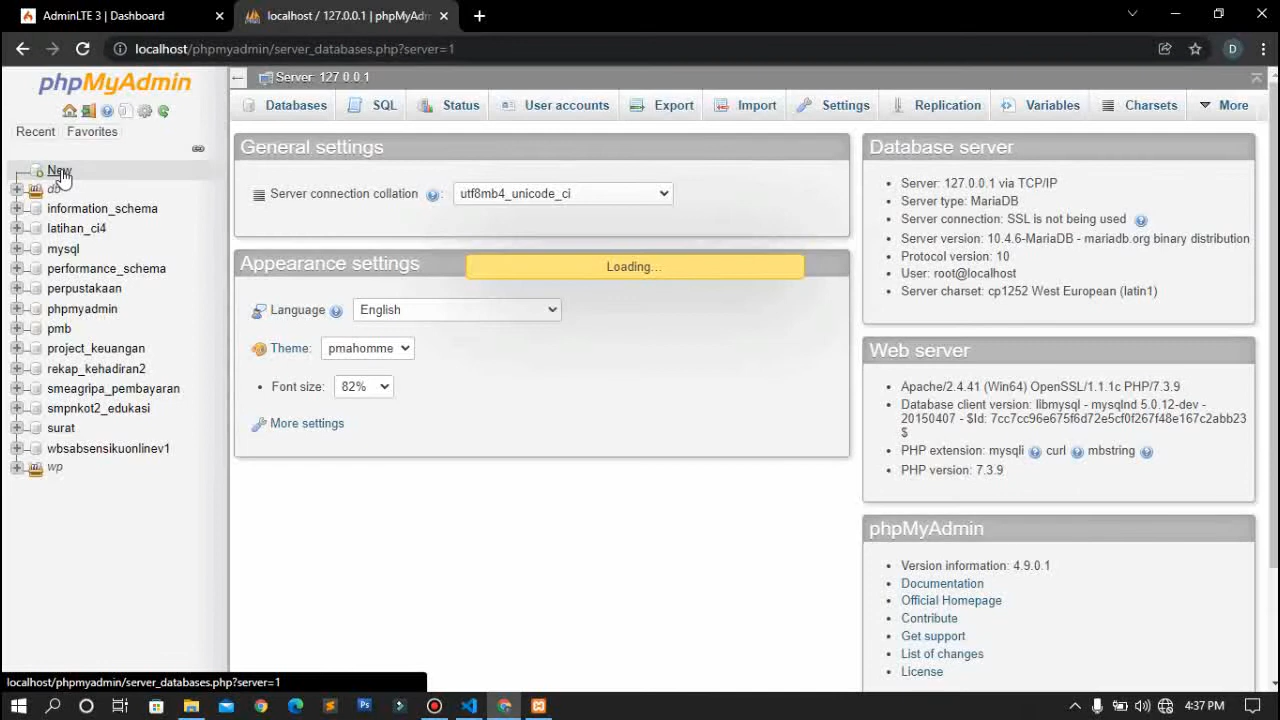 AdminLTE 3 | Dashboard
localhost / 127.0.0.1 | phpMyAdm
localhost/phpmyadmin/server_databases.php?server=1
D
phpMyAdmin
Recent Favorites
New
db
information_schema
latihan_ci4
mysql
performance_schema
perpustakaan
phpmyadmin
pmb
project_keuangan
rekap_kehadiran2
smeagripa_pembayaran
smpnkot2_edukasi
surat
wbsabsensikuonlinev1
wp
Server: 127.0.0.1
Databases SQL Status User accounts Export Import Settings Replication Variables Charsets More
General settings
Server connection collation : utf8mb4_unicode_ci
Appearance settings
Loading...
Language English
Theme: pmahomme
Font size: 82%
More settings
Database server
Server: 127.0.0.1 via TCP/IP
Server type: MariaDB
Server connection: SSL is not being used
Server version: 10.4.6-MariaDB - mariadb.org binary distribution
Protocol version: 10
User: root@localhost
Server charset: cp1252 West European (latin1)
Web server
Apache/2.4.41 (Win64) OpenSSL/1.1.1c PHP/7.3.9
Database client version: libmysql - mysqlnd 5.0.12-dev -
20150407 - $Id: 7cc7cc96e675f6d72e5cf0f267f48e167c2abb23
$
PHP extension: mysqli curl mbstring
PHP version: 7.3.9
phpMyAdmin
Version information: 4.9.0.1
Documentation
Official Homepage
Contribute
Get support
List of changes
License
localhost/phpmyadmin/server_databases.php?server=1
Ps
4:37 PM